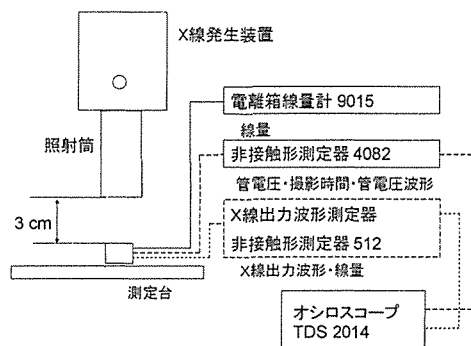 X線発生装置
電離箱線量計 9015
線量
照射筒
非接触形測定器 4082
管電圧・撮影時間・管電圧波形
3 cm
X線出力波形測定器
非接触形測定器 512
X線出力波形・線量
測定台
オシロスコープ
TDS 2014